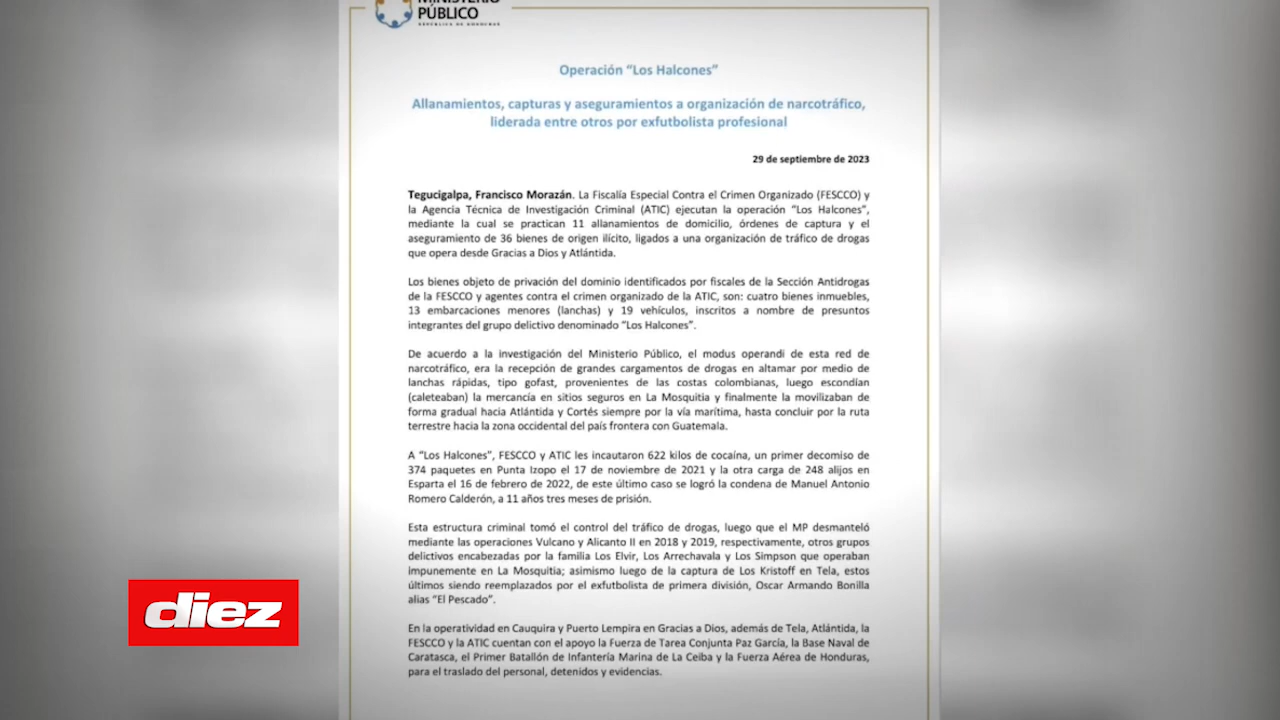 MINISTERIO
PÚBLICO
REPÚBLICA DE HONDURAS
Operación “Los Halcones”
Allanamientos, capturas y aseguramientos a organización de narcotráfico,
liderada entre otros por exfutbolista profesional
29 de septiembre de 2023
Tegucigalpa, Francisco Morazán. La Fiscalía Especial Contra el Crimen Organizado (FESCCO) y
la Agencia Técnica de Investigación Criminal (ATIC) ejecutan la operación “Los Halcones”,
mediante la cual se practican 11 allanamientos de domicilio, órdenes de captura y el
aseguramiento de 36 bienes de origen ilícito, ligados a una organización de tráfico de drogas
que opera desde Gracias a Dios y Atlántida.
Los bienes objeto de privación del dominio identificados por fiscales de la Sección Antidrogas
de la FESCCO y agentes contra el crimen organizado de la ATIC, son: cuatro bienes inmuebles,
13 embarcaciones menores (lanchas) y 19 vehículos, inscritos a nombre de presuntos
integrantes del grupo delictivo denominado “Los Halcones”.
De acuerdo a la investigación del Ministerio Público, el modus operandi de esta red de
narcotráfico, era la recepción de grandes cargamentos de drogas en altamar por medio de
lanchas rápidas, tipo gofast, provenientes de las costas colombianas, luego escondían
(caleteaban) la mercancía en sitios seguros en La Mosquitia y finalmente la movilizaban de
forma gradual hacia Atlántida y Cortés siempre por la vía marítima, hasta concluir por la ruta
terrestre hacia la zona occidental del país frontera con Guatemala.
A “Los Halcones”, FESCCO y ATIC les incautaron 622 kilos de cocaína, un primer decomiso de
374 paquetes en Punta Izopo el 17 de noviembre de 2021 y la otra carga de 248 alijos en
Esparta el 16 de febrero de 2022, de este último caso se logró la condena de Manuel Antonio
Romero Calderón, a 11 años tres meses de prisión.
Esta estructura criminal tomó el control del tráfico de drogas, luego que el MP desmanteló
mediante las operaciones Vulcano y Alicanto II en 2018 y 2019, respectivamente, otros grupos
delictivos encabezadas por la familia Los Elvir, Los Arrechavala y Los Simpson que operaban
impunemente en La Mosquitia; asimismo luego de la captura de Los Kristoff en Tela, estos
últimos siendo reemplazados por el exfutbolista de primera división, Oscar Armando Bonilla
alias “El Pescado”.
En la operatividad en Cauquira y Puerto Lempira en Gracias a Dios, además de Tela, Atlántida, la
FESCCO y la ATIC cuentan con el apoyo la Fuerza de Tarea Conjunta Paz García, la Base Naval de
Caratasca, el Primer Batallón de Infantería Marina de La Ceiba y la Fuerza Aérea de Honduras,
para el traslado del personal, detenidos y evidencias.
diez